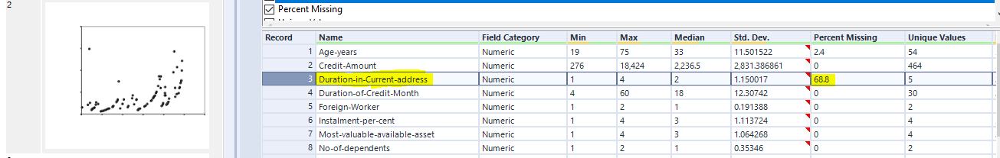 2
Percent Missing
Record Name Field Category Min Max Median Std. Dev. Percent Missing Unique Values
1 Age-years Numeric 19 75 33 11.501522 2.4 54
2 Credit-Amount Numeric 276 18,424 2,236.5 2,831.386861 0 464
3 Duration-in-Current-address Numeric 1 4 2 1.150017 68.8 5
4 Duration-of-Credit-Month Numeric 4 60 18 12.30742 0 30
5 Foreign-Worker Numeric 1 2 1 0.191388 0 2
6 Instalment-per-cent Numeric 1 4 3 1.113724 0 4
7 Most-valuable-available-asset Numeric 1 4 3 1.064268 0 4
8 No-of-dependents Numeric 1 2 1 0.35346 0 2